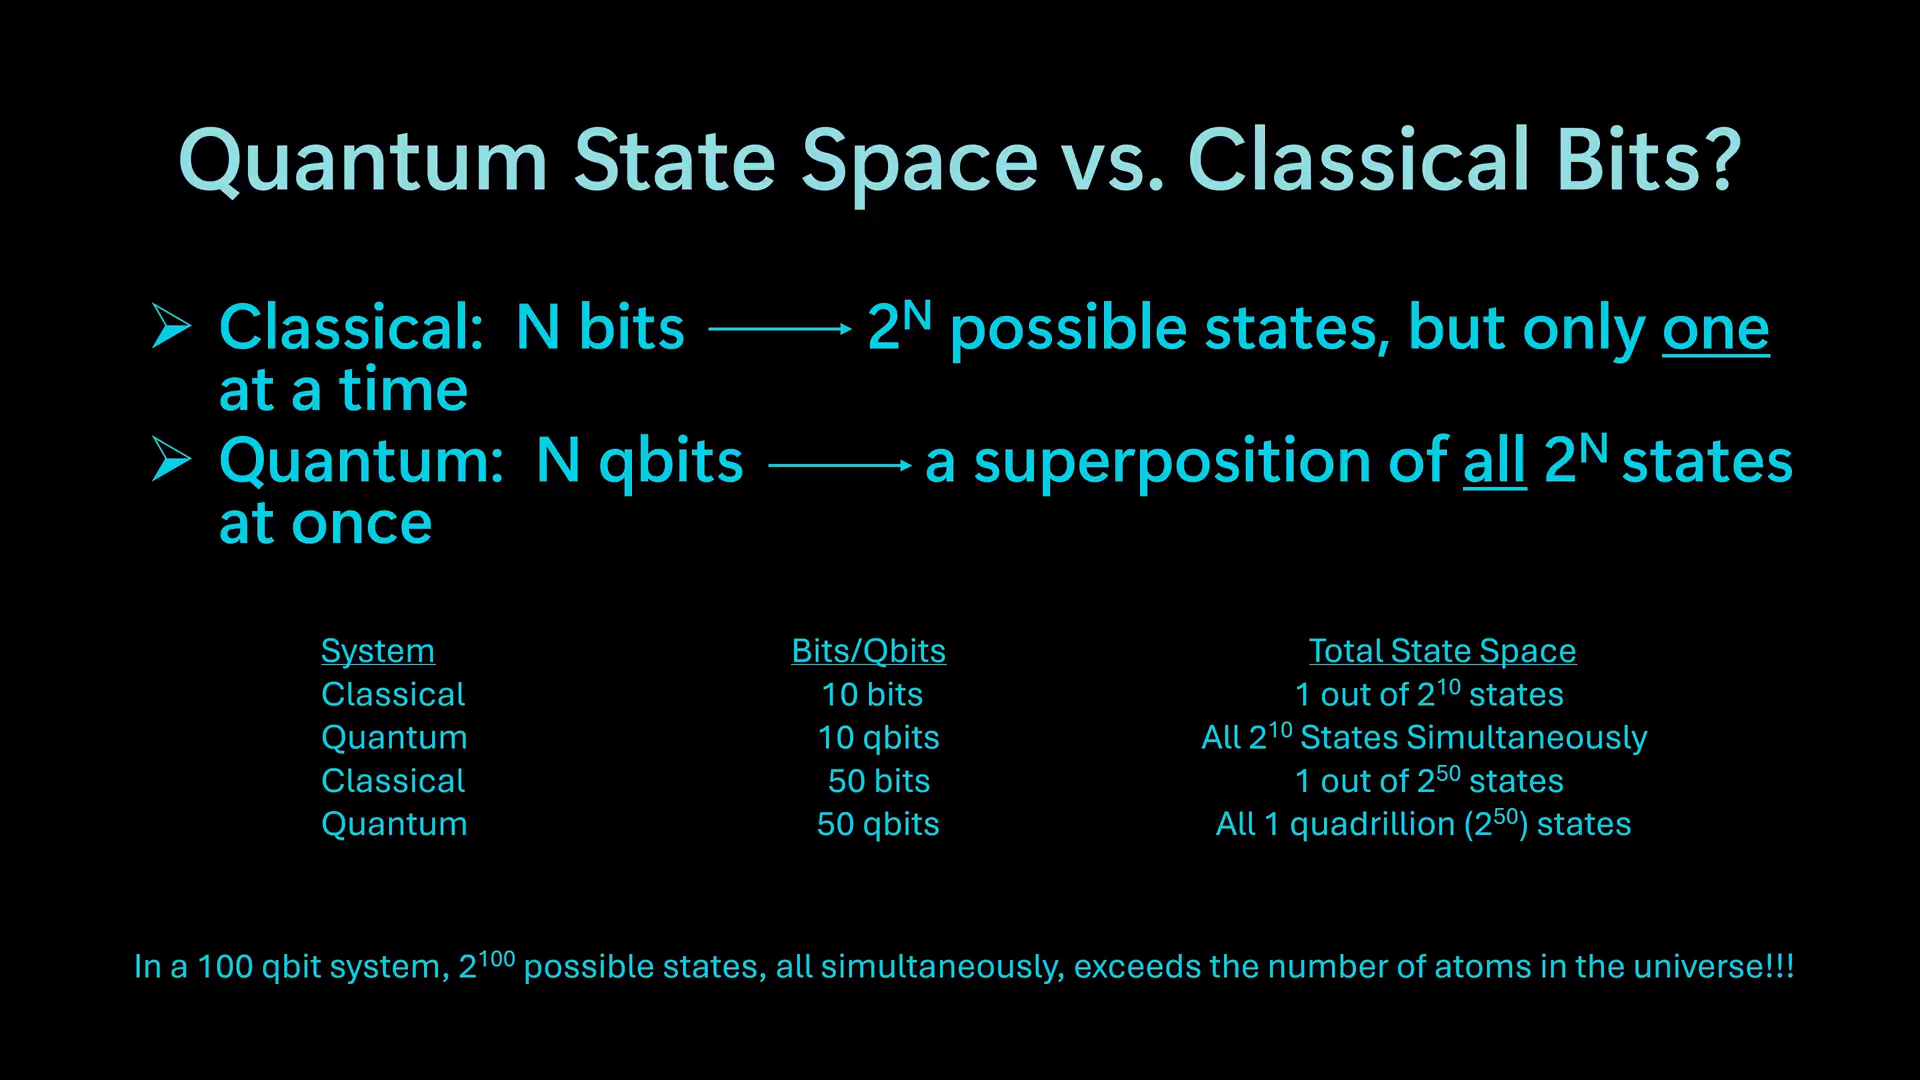 Quantum State Space vs. Classical Bits?
➢ Classical: N bits ⟶ 2ᴺ possible states, but only one
at a time
➢ Quantum: N qbits ⟶ a superposition of all 2ᴺ states
at once
System Bits/Qbits Total State Space
Classical 10 bits 1 out of 2¹⁰ states
Quantum 10 qbits All 2¹⁰ States Simultaneously
Classical 50 bits 1 out of 2⁵⁰ states
Quantum 50 qbits All 1 quadrillion (2⁵⁰) states
In a 100 qbit system, 2¹⁰⁰ possible states, all simultaneously, exceeds the number of atoms in the universe!!!